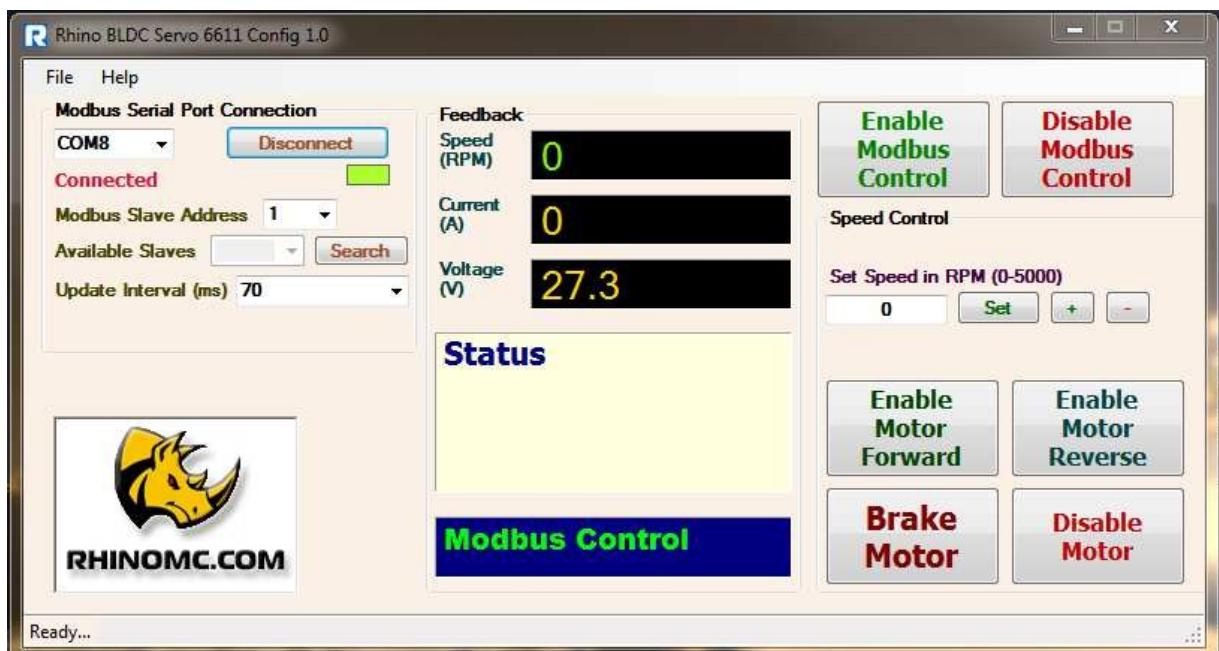 Rhino BLDC Servo 6611 Config 1.0
File Help
Modbus Serial Port Connection
COM8
Disconnect
Connected
Modbus Slave Address 1
Available Slaves
Search
Update Interval (ms) 70
RHINOMC.COM
Feedback
Speed
(RPM)
0
Current
(A)
0
Voltage
(V)
27.3
Status
Modbus Control
Enable
Modbus
Control
Disable
Modbus
Control
Speed Control
Set Speed in RPM (0-5000)
0 Set + -
Enable
Motor
Forward
Enable
Motor
Reverse
Brake
Motor
Disable
Motor
Ready...